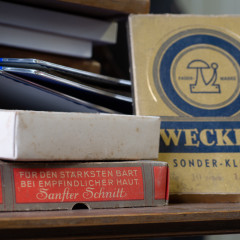 WECK
SONDER-KL
FÜR DEN STÄRKSTEN BART
BEI EMPFINDLICHER HAUT
Sanfter Schnitt